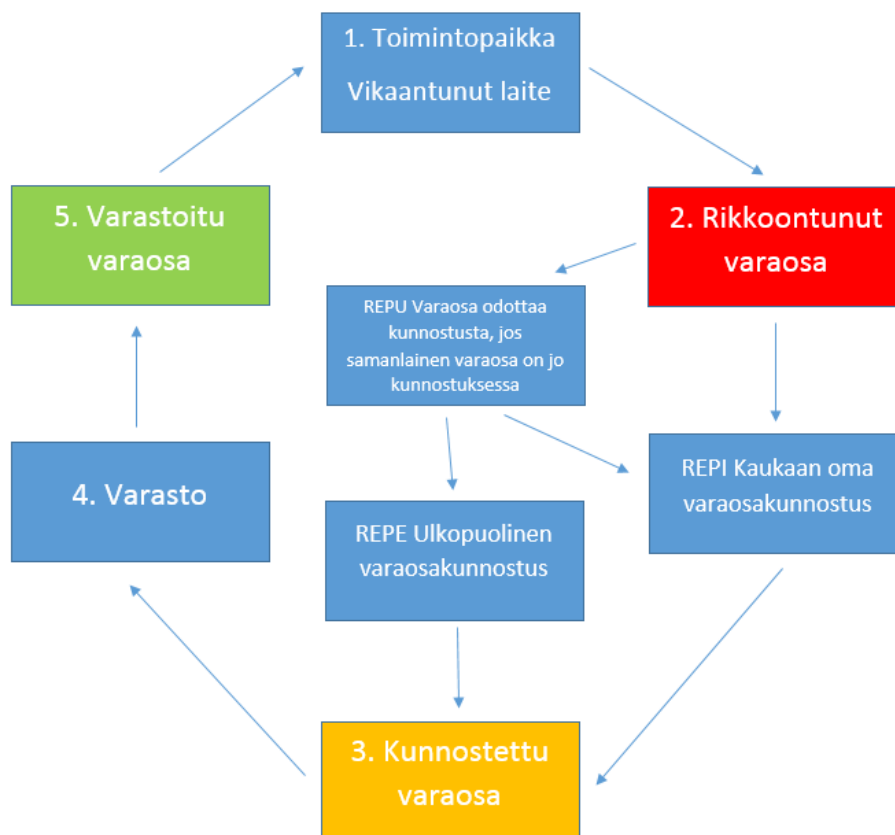 1. Toimintopaikka
Vikaantunut laite
5. Varastoitu
varaosa
2. Rikkoontunut
varaosa
REPU Varaosa odottaa
kunnostusta, jos
samanlainen varaosa on jo
kunnostuksessa
4. Varasto
REPI Kaukaan oma
varaosakunnostus
REPE Ulkopuolinen
varaosakunnostus
3. Kunnostettu
varaosa